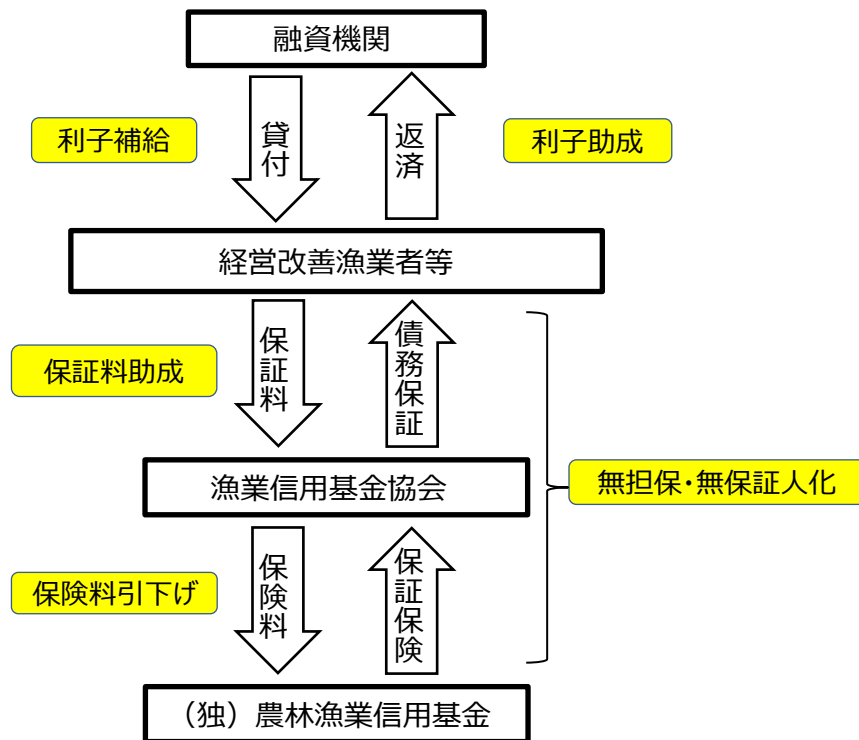 融資機関
利子補給
貸付
返済
利子助成
経営改善漁業者等
保証料助成
保証料
債務保証
漁業信用基金協会
無担保・無保証人化
保険料引下げ
保険料
保証保険
（独）農林漁業信用基金